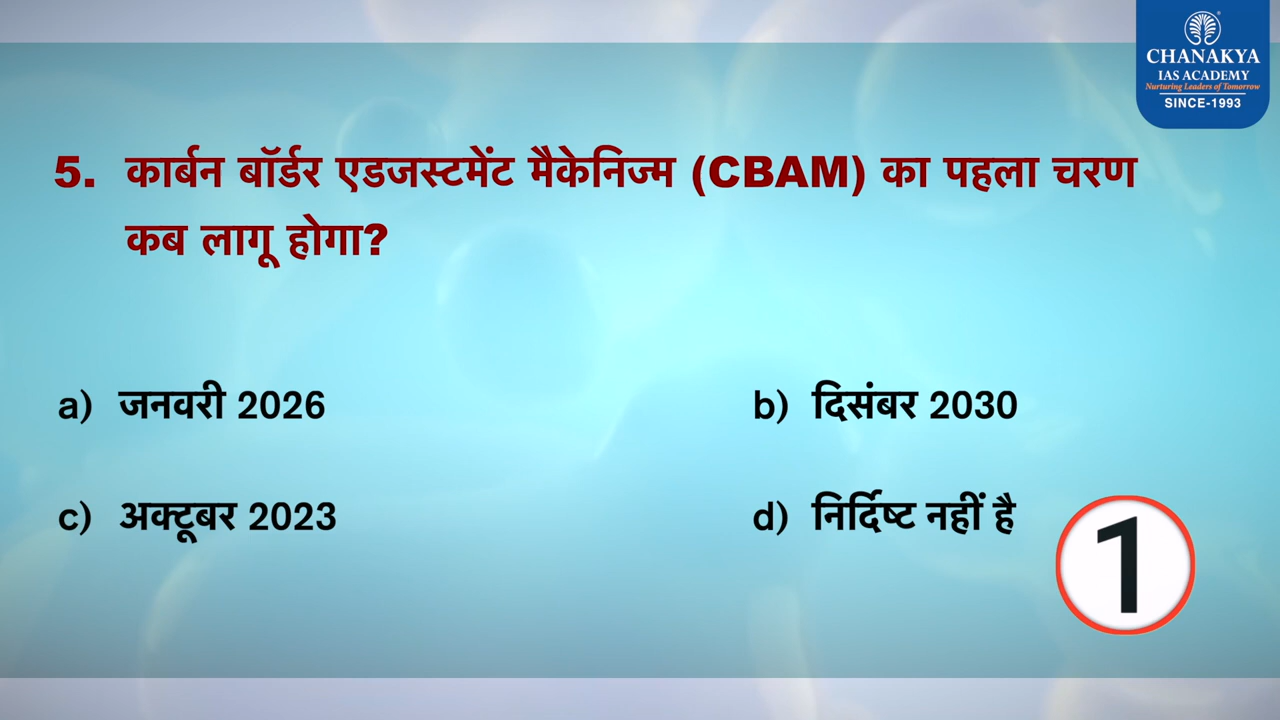 CHANAKYA
IAS ACADEMY
Nurturing Leaders of Tomorrow
SINCE-1993
5. कार्बन बॉर्डर एडजस्टमेंट मैकेनिज्म (CBAM) का पहला चरण
कब लागू होगा?
a) जनवरी 2026
b) दिसंबर 2030
c) अक्टूबर 2023
d) निर्दिष्ट नहीं है
1